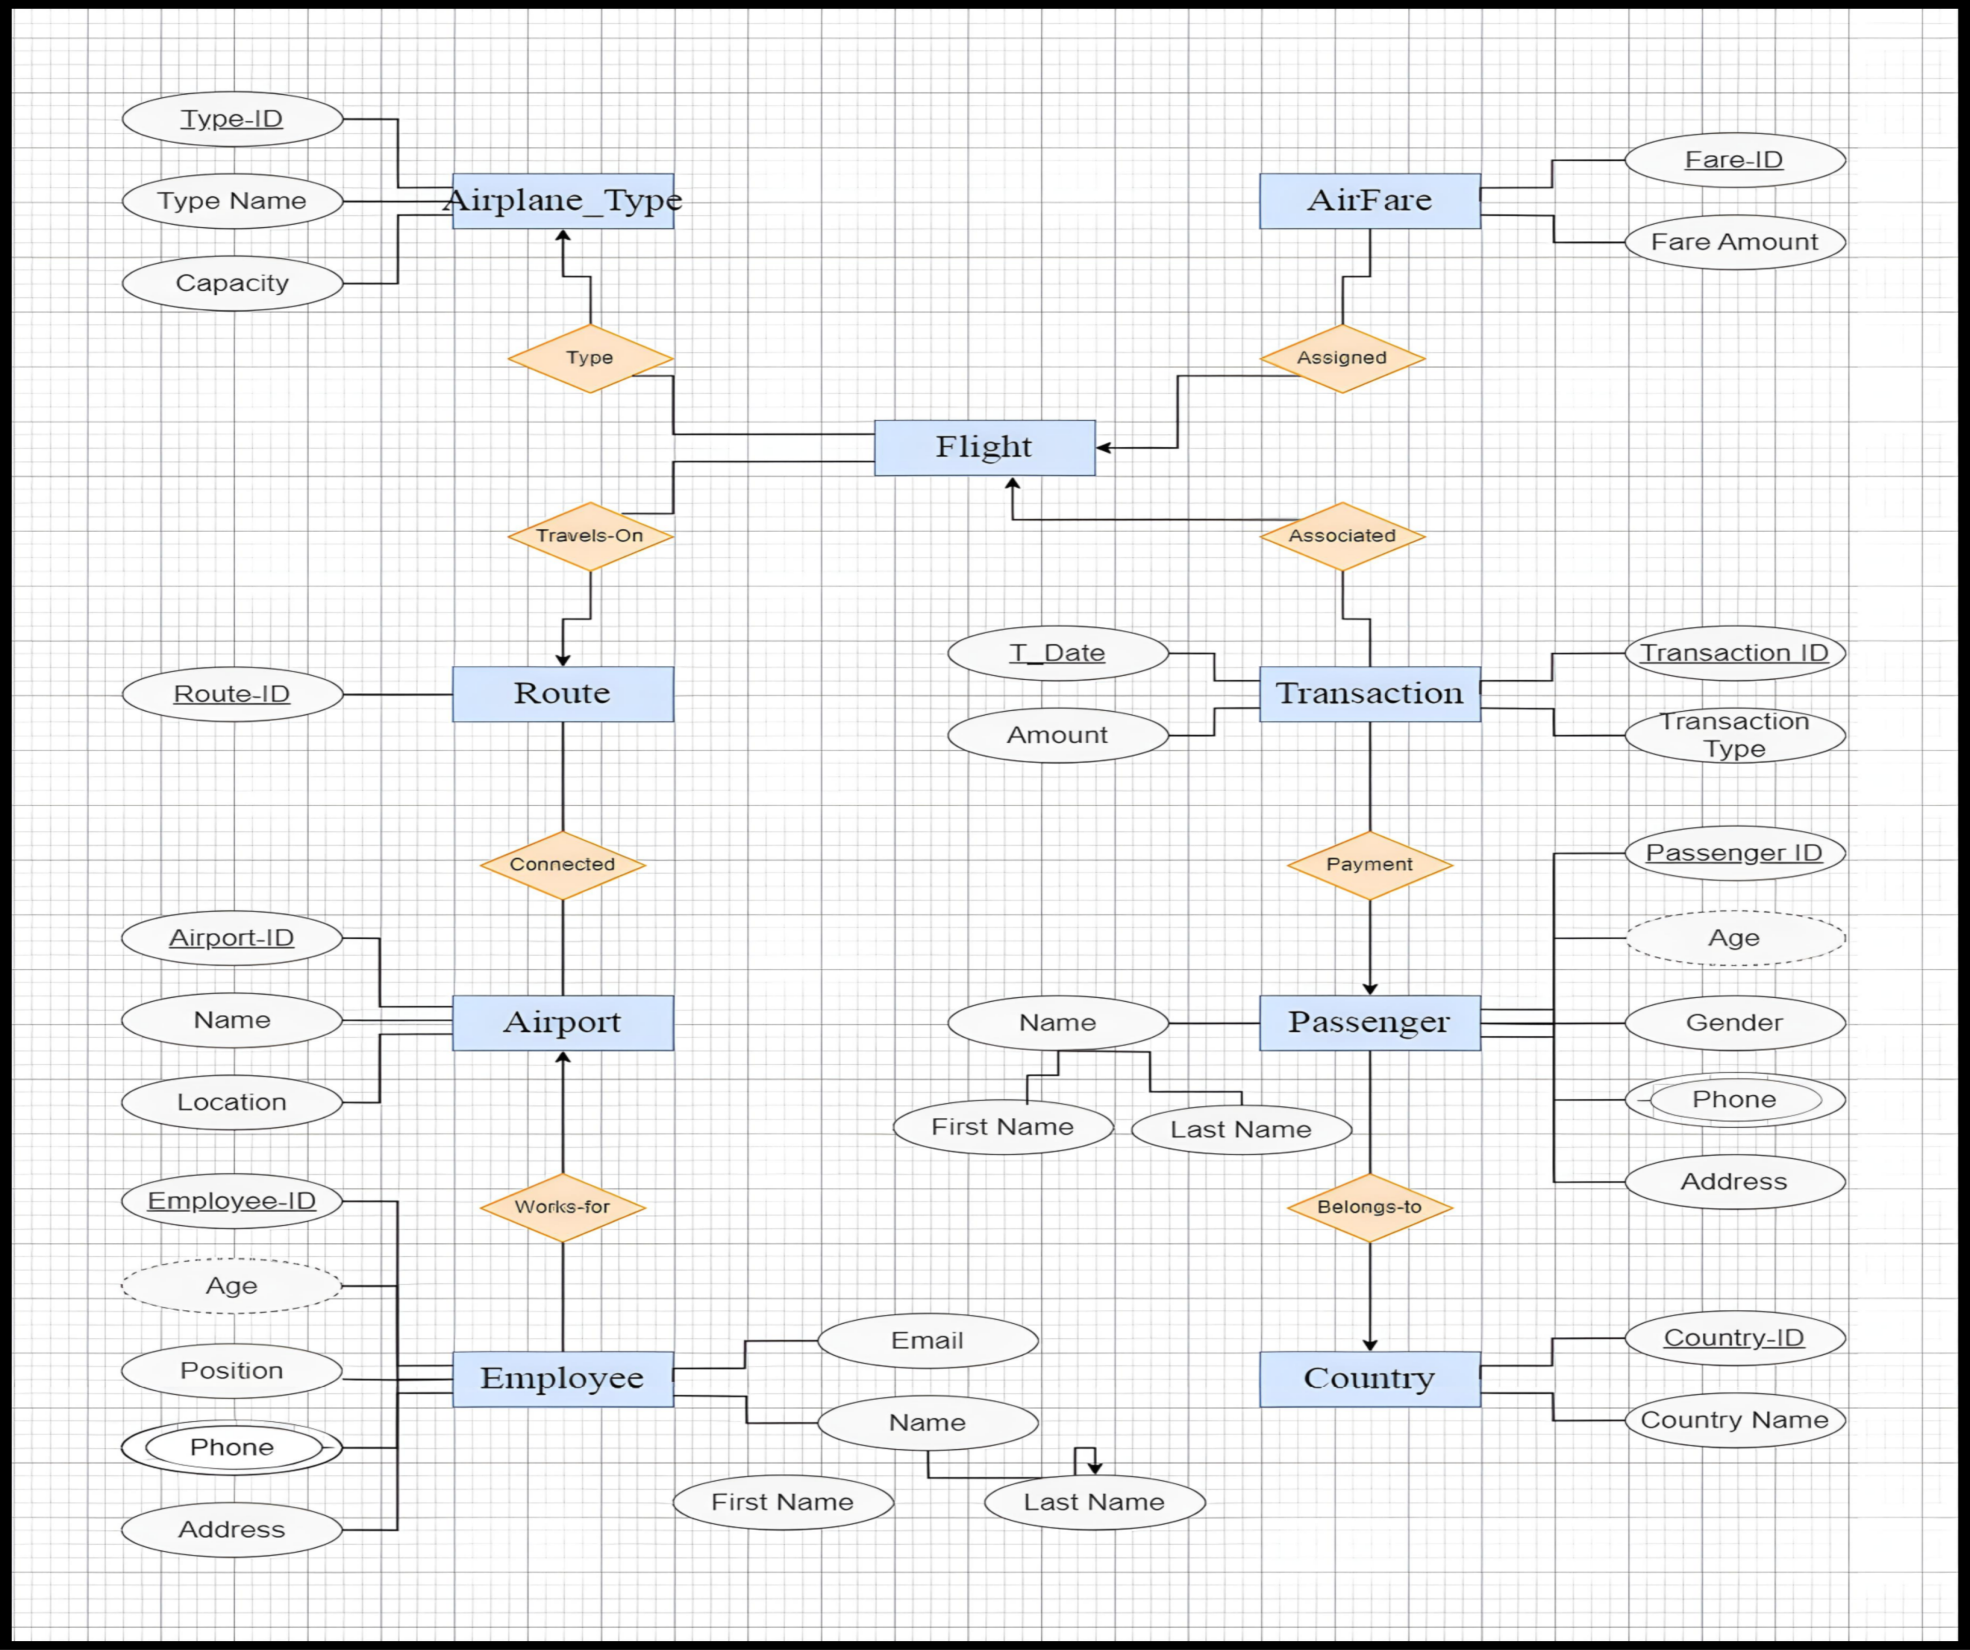 Type-ID
Fare-ID
Type Name
Airplane_Type
AirFare
Fare Amount
Capacity
Type
Assigned
Flight
Travels-On
Associated
T_Date
Transaction ID
Route-ID
Route
Transaction
Amount
Transaction
Type
Connected
Payment
Passenger ID
Airport-ID
Age
Name
Airport
Name
Passenger
Gender
Location
Phone
First Name
Last Name
Address
Employee-ID
Works-for
Belongs-to
Age
Email
Country-ID
Position
Employee
Country
Name
Country Name
Phone
First Name
Last Name
Address